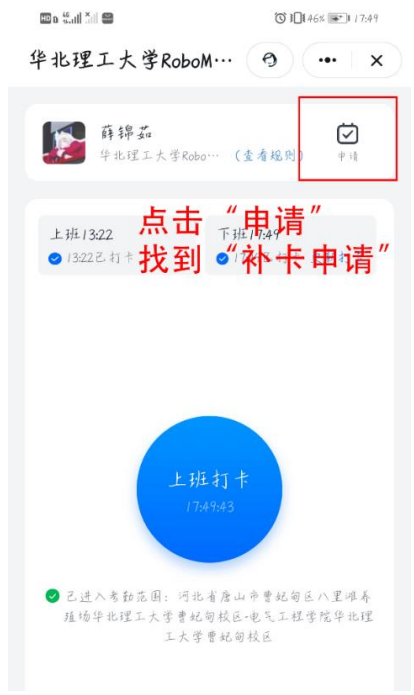 HD 46 46% 17:49
华北理工大学RoboM···
薛锦茹
华北理工大学Robo··· (查看规则)
申请
点击“申请”
找到“补卡申请”
上班13:22
下班17:49
13:22已打卡
上班打卡
17:49:43
已进入考勤范围：河北省唐山市曹妃甸区八里滩养
殖场华北理工大学曹妃甸校区-电气工程学院华北理
工大学曹妃甸校区